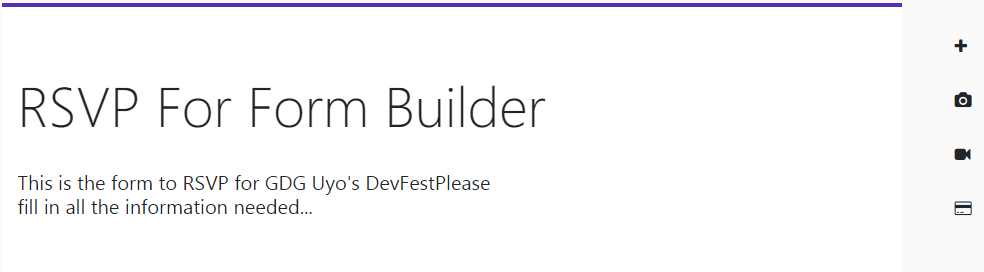 RSVP For Form Builder
This is the form to RSVP for GDG Uyo's DevFestPlease
fill in all the information needed...